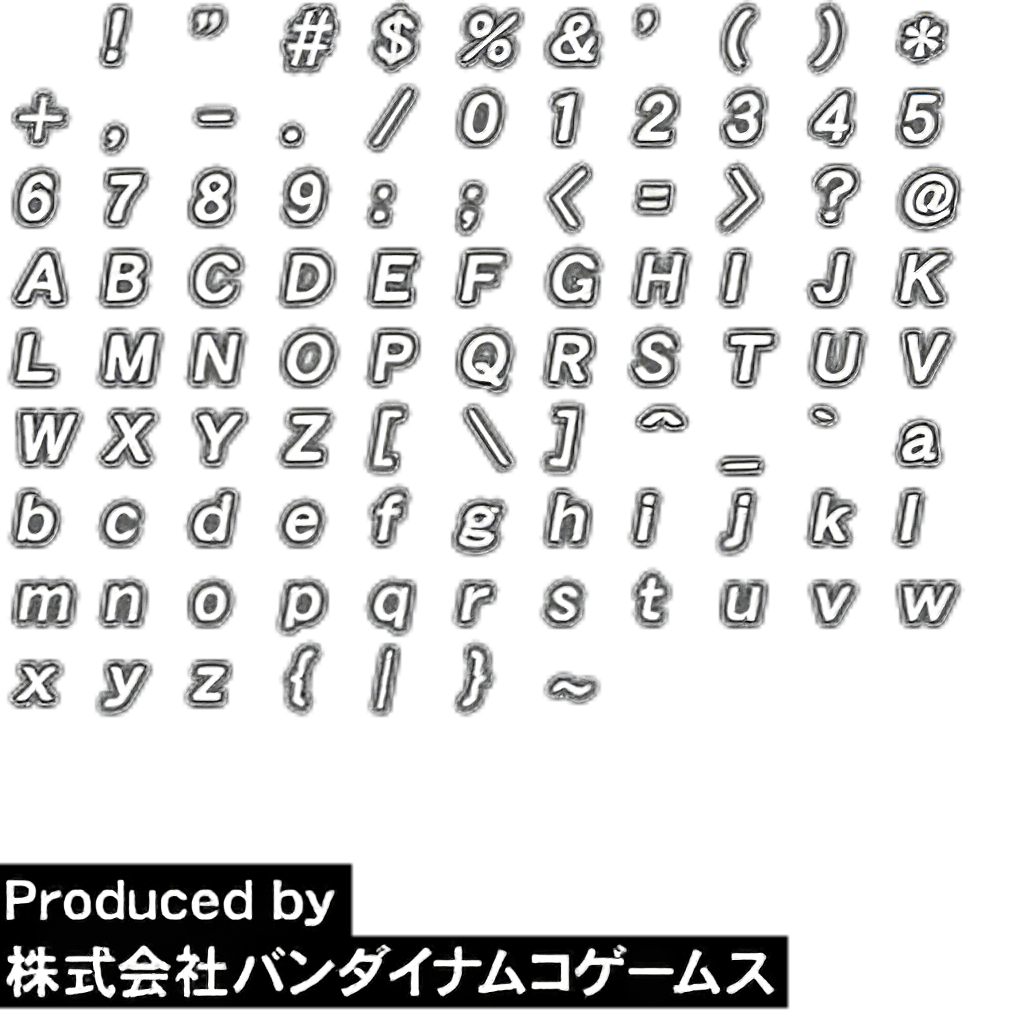 ! " # $ % & ' ( ) *
+ , - . / 0 1 2 3 4 5
6 7 8 9 : ; < = > ? @
A B C D E F G H I J K
L M N O P Q R S T U V
W X Y Z [ \ ] ^ _ ` a
b c d e f g h i j k l
m n o p q r s t u v w
x y z { | } ~
Produced by
株式会社バンダイナムコゲームス